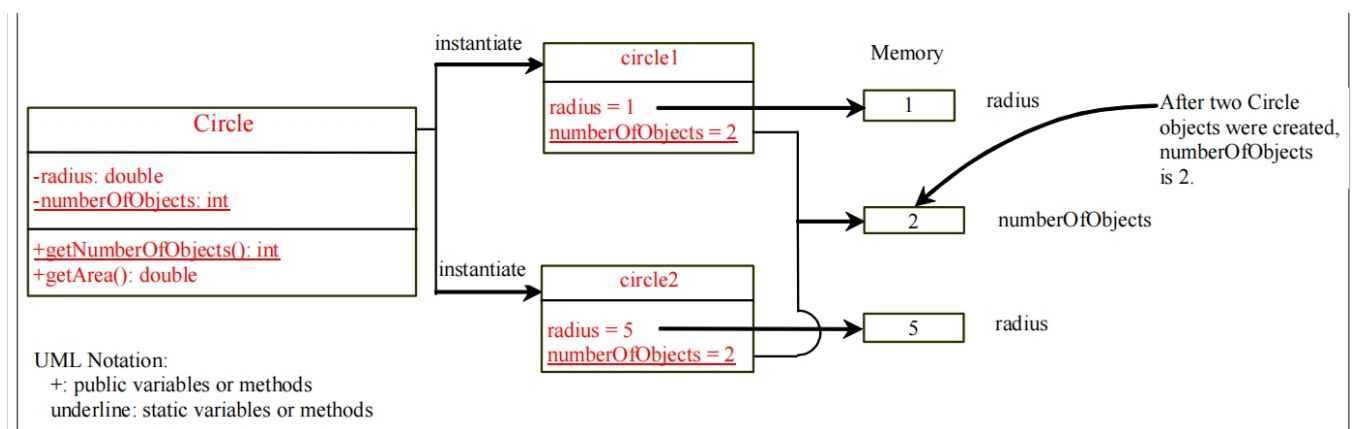 Circle
-radius: double
-numberOfObjects: int
+getNumberOfObjects(): int
+getArea(): double
UML Notation:
+: public variables or methods
underline: static variables or methods
instantiate
circle1
radius = 1
numberOfObjects = 2
instantiate
circle2
radius = 5
numberOfObjects = 2
Memory
1 radius
2 numberOfObjects
5 radius
After two Circle
objects were created,
numberOfObjects
is 2.